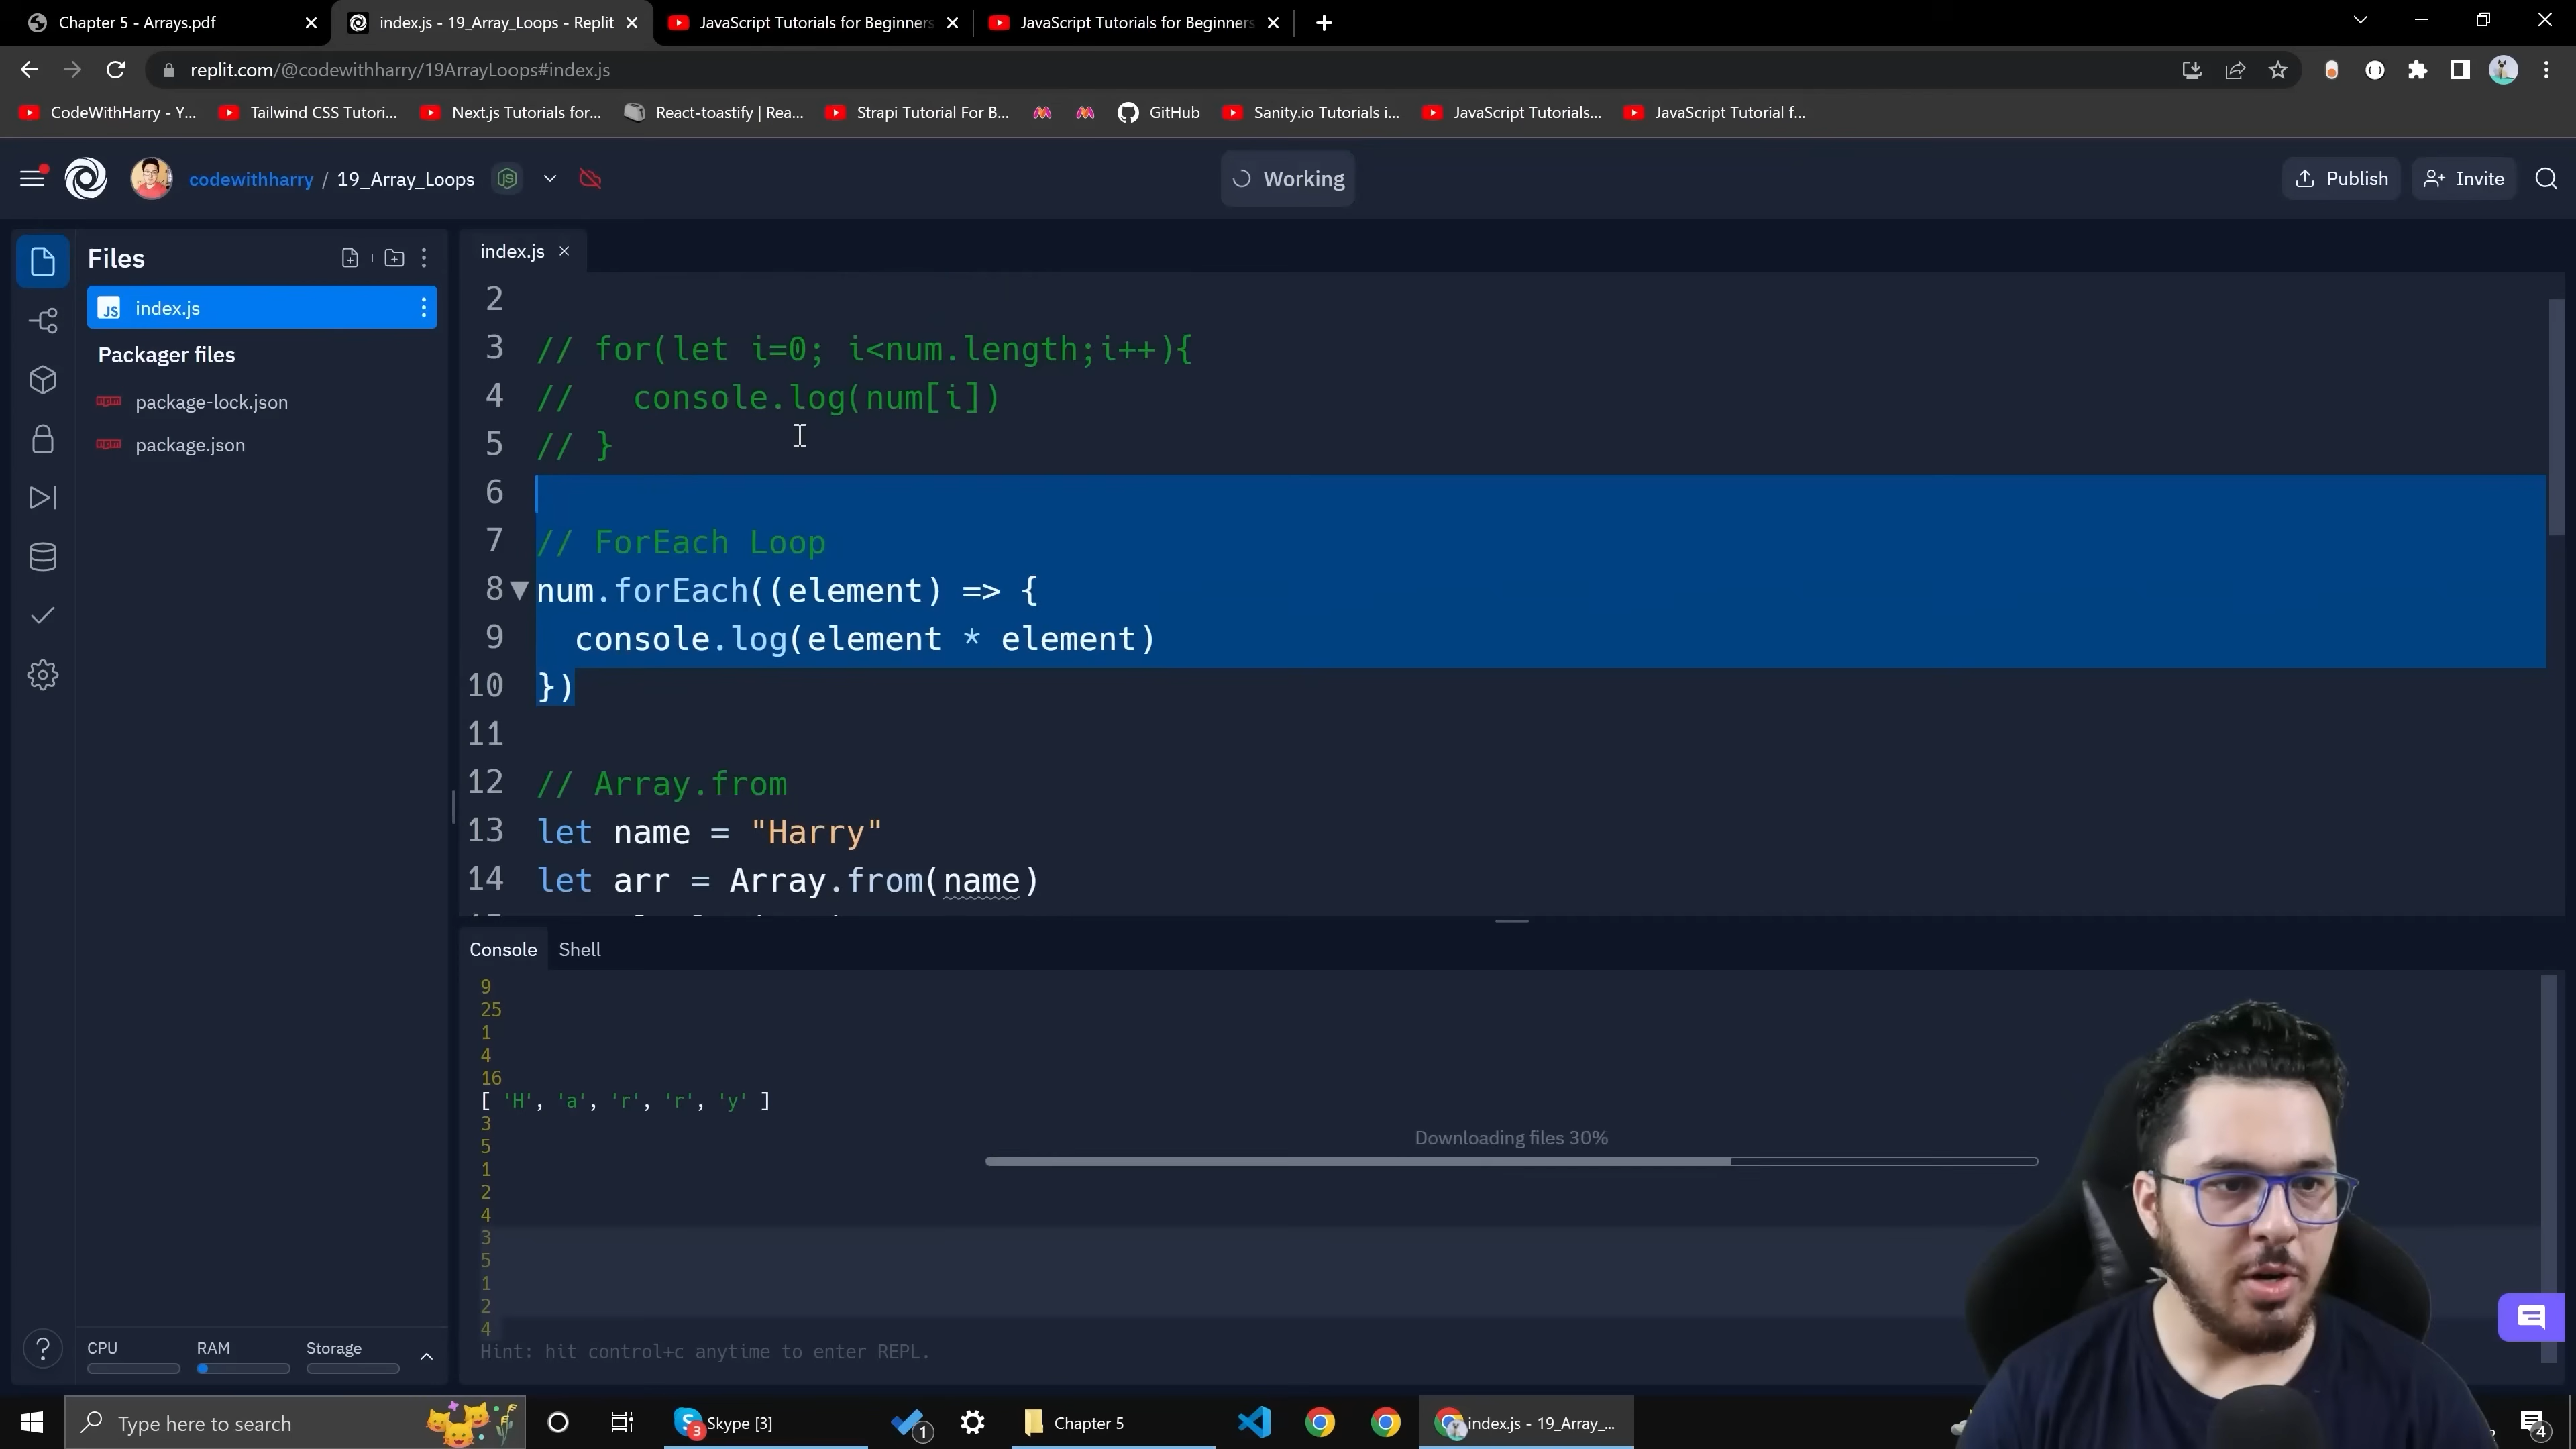 Chapter 5 - Arrays.pdf
index.js - 19_Array_Loops - Replit
JavaScript Tutorials for Beginners
JavaScript Tutorials for Beginners
replit.com/@codewithharry/19ArrayLoops#index.js
CodeWithHarry - Y...
Tailwind CSS Tutori...
Next.js Tutorials for...
React-toastify | Rea...
Strapi Tutorial For B...
GitHub
Sanity.io Tutorials i...
JavaScript Tutorials...
JavaScript Tutorial f...
codewithharry / 19_Array_Loops
Working
Publish
Invite
Files
index.js
JS index.js
Packager files
package-lock.json
package.json
2
3 // for(let i=0; i<num.length;i++){
4 //   console.log(num[i])
5 // }
6
7 // ForEach Loop
8 num.forEach((element) => {
9   console.log(element * element)
10 })
11
12 // Array.from
13 let name = "Harry"
14 let arr = Array.from(name)
Console
Shell
9
25
1
4
16
[ 'H', 'a', 'r', 'r', 'y' ]
3
5
1
2
4
3
5
1
2
4
Downloading files 30%
Hint: hit control+c anytime to enter REPL.
CPU
RAM
Storage
Type here to search
Skype [3]
3
1
Chapter 5
index.js - 19_Array_...
4